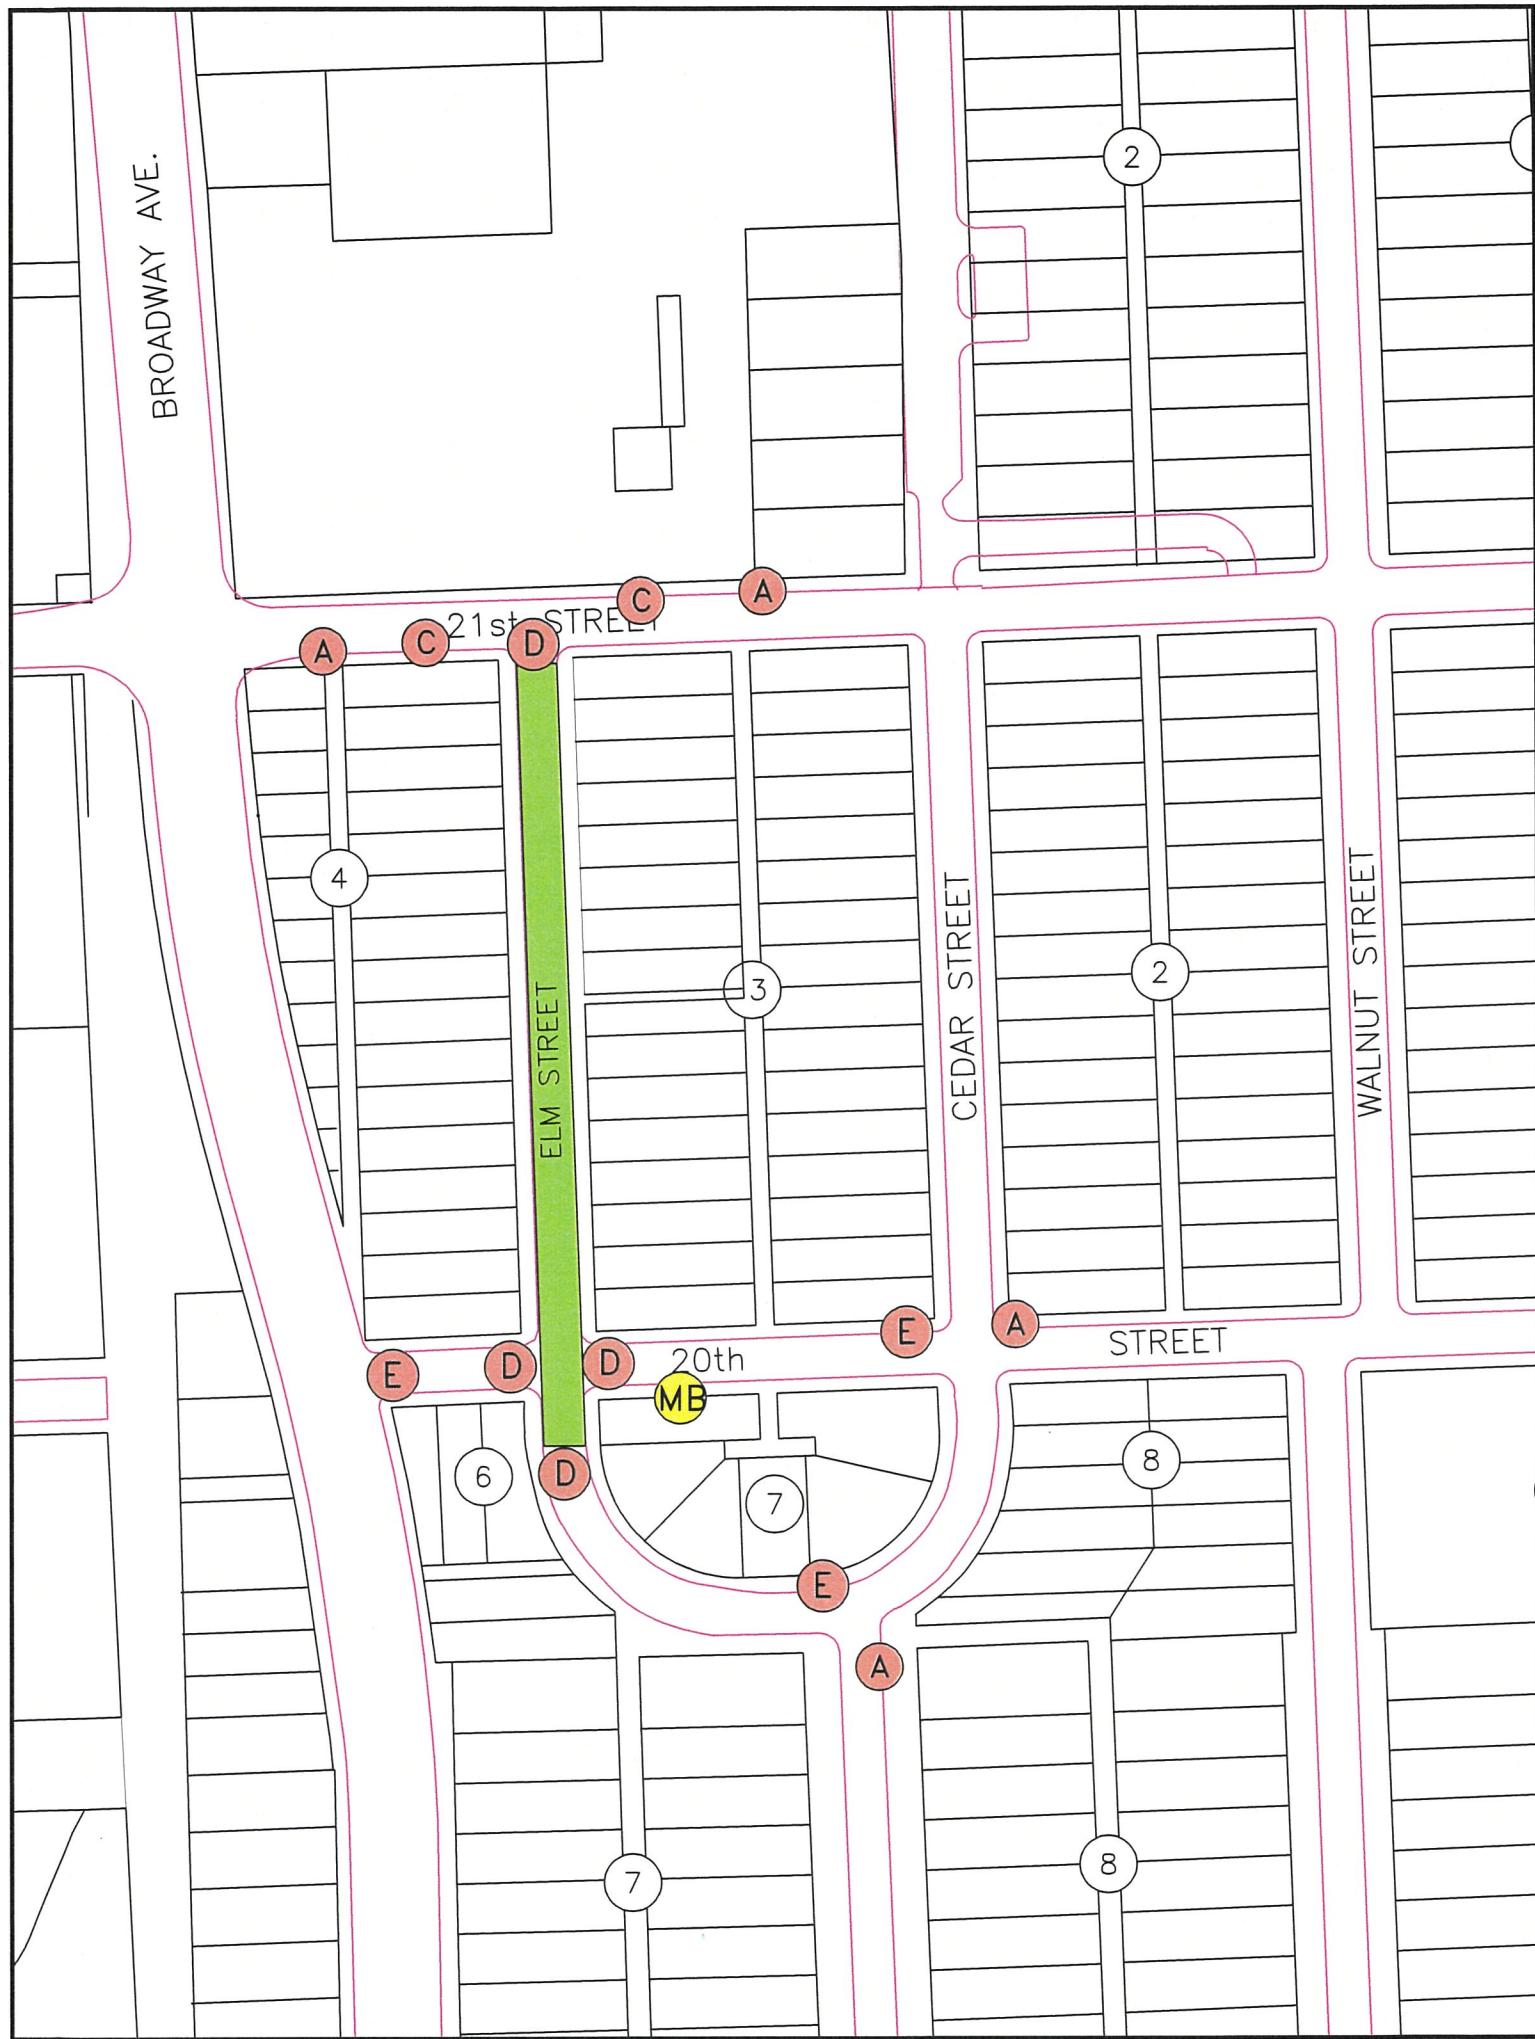 BROADWAY AVE.
2
C
A
21st STREET
A
C
D
4
3
2
ELM STREET
CEDAR STREET
WALNUT STREET
E
A
E
D
D
20th
STREET
MB
6
D
7
8
E
A
7
8